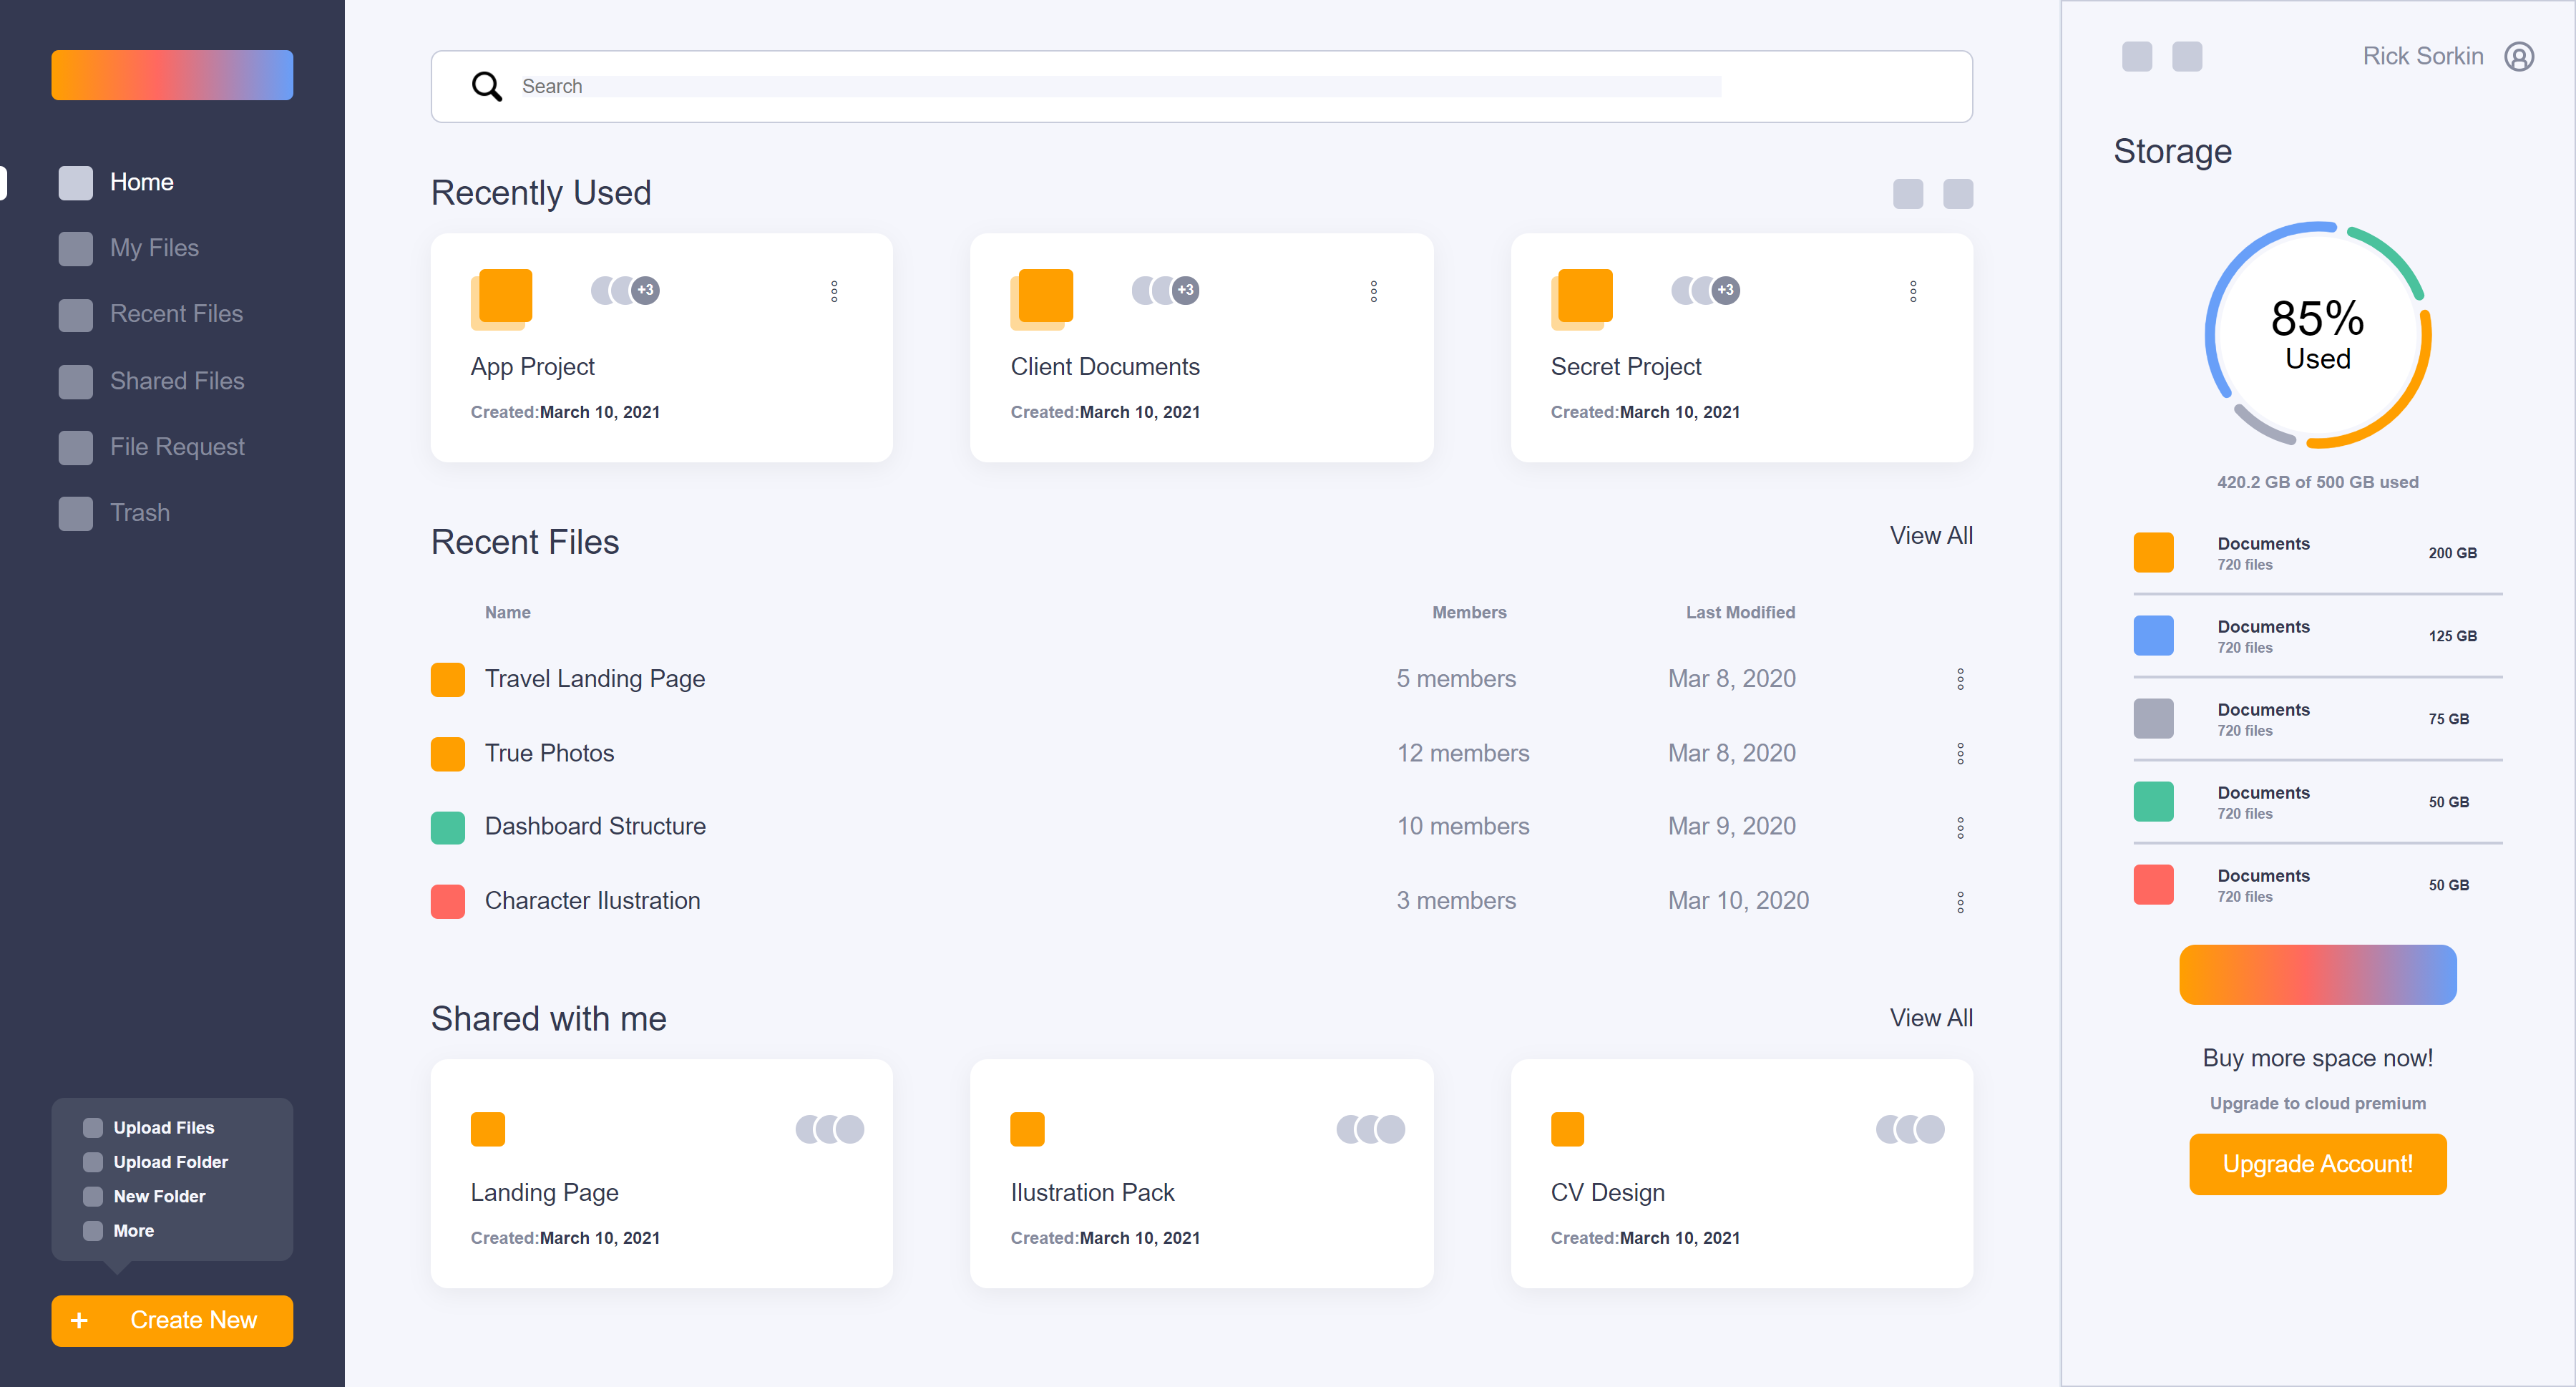 Home
My Files
Recent Files
Shared Files
File Request
Trash
Upload Files
Upload Folder
New Folder
More
+ Create New
Search
Recently Used
+3
App Project
Created:March 10, 2021
+3
Client Documents
Created:March 10, 2021
+3
Secret Project
Created:March 10, 2021
Recent Files
View All
Name Members Last Modified
Travel Landing Page 5 members Mar 8, 2020
True Photos 12 members Mar 8, 2020
Dashboard Structure 10 members Mar 9, 2020
Character Ilustration 3 members Mar 10, 2020
Shared with me
View All
Landing Page
Created:March 10, 2021
Ilustration Pack
Created:March 10, 2021
CV Design
Created:March 10, 2021
Rick Sorkin
Storage
85%
Used
420.2 GB of 500 GB used
Documents
720 files
200 GB
Documents
720 files
125 GB
Documents
720 files
75 GB
Documents
720 files
50 GB
Documents
720 files
50 GB
Buy more space now!
Upgrade to cloud premium
Upgrade Account!